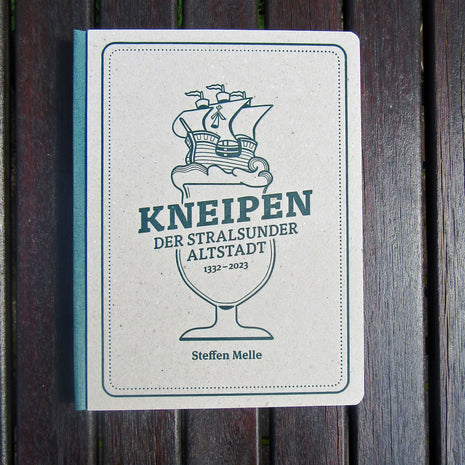 KNEIPEN
DER STRALSUNDER
ALTSTADT
1332–2023
Steffen Melle